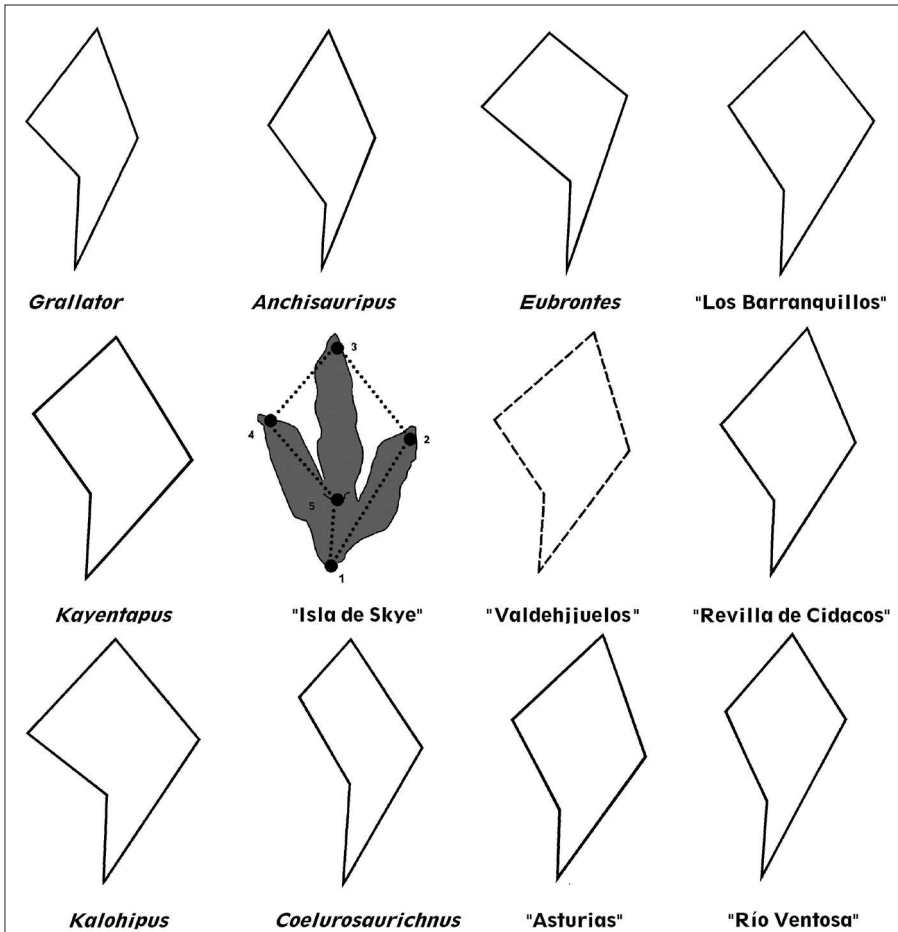 Grallator
Anchisauripus
Eubrontes
"Los Barranquillos"
3
4
2
5
1
Kayentapus
"Isla de Skye"
"Valdehijuelos"
"Revilla de Cidacos"
Kalohipus
Coelurosaurichnus
"Asturias"
"Río Ventosa"